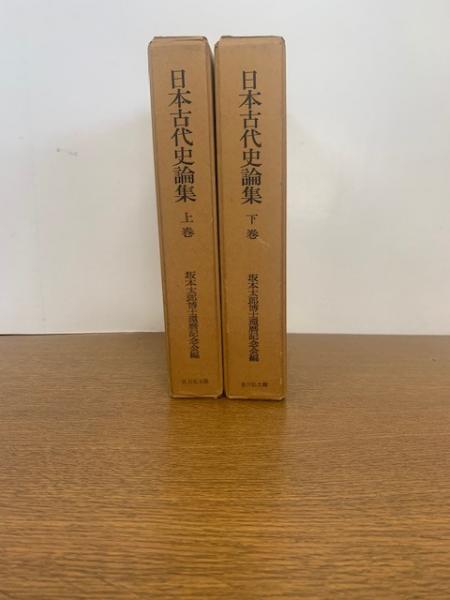 日本古代史論集
上巻
坂本太郎博士還暦記念会編
吉川弘文館
日本古代史論集
下巻
坂本太郎博士還暦記念会編
吉川弘文館